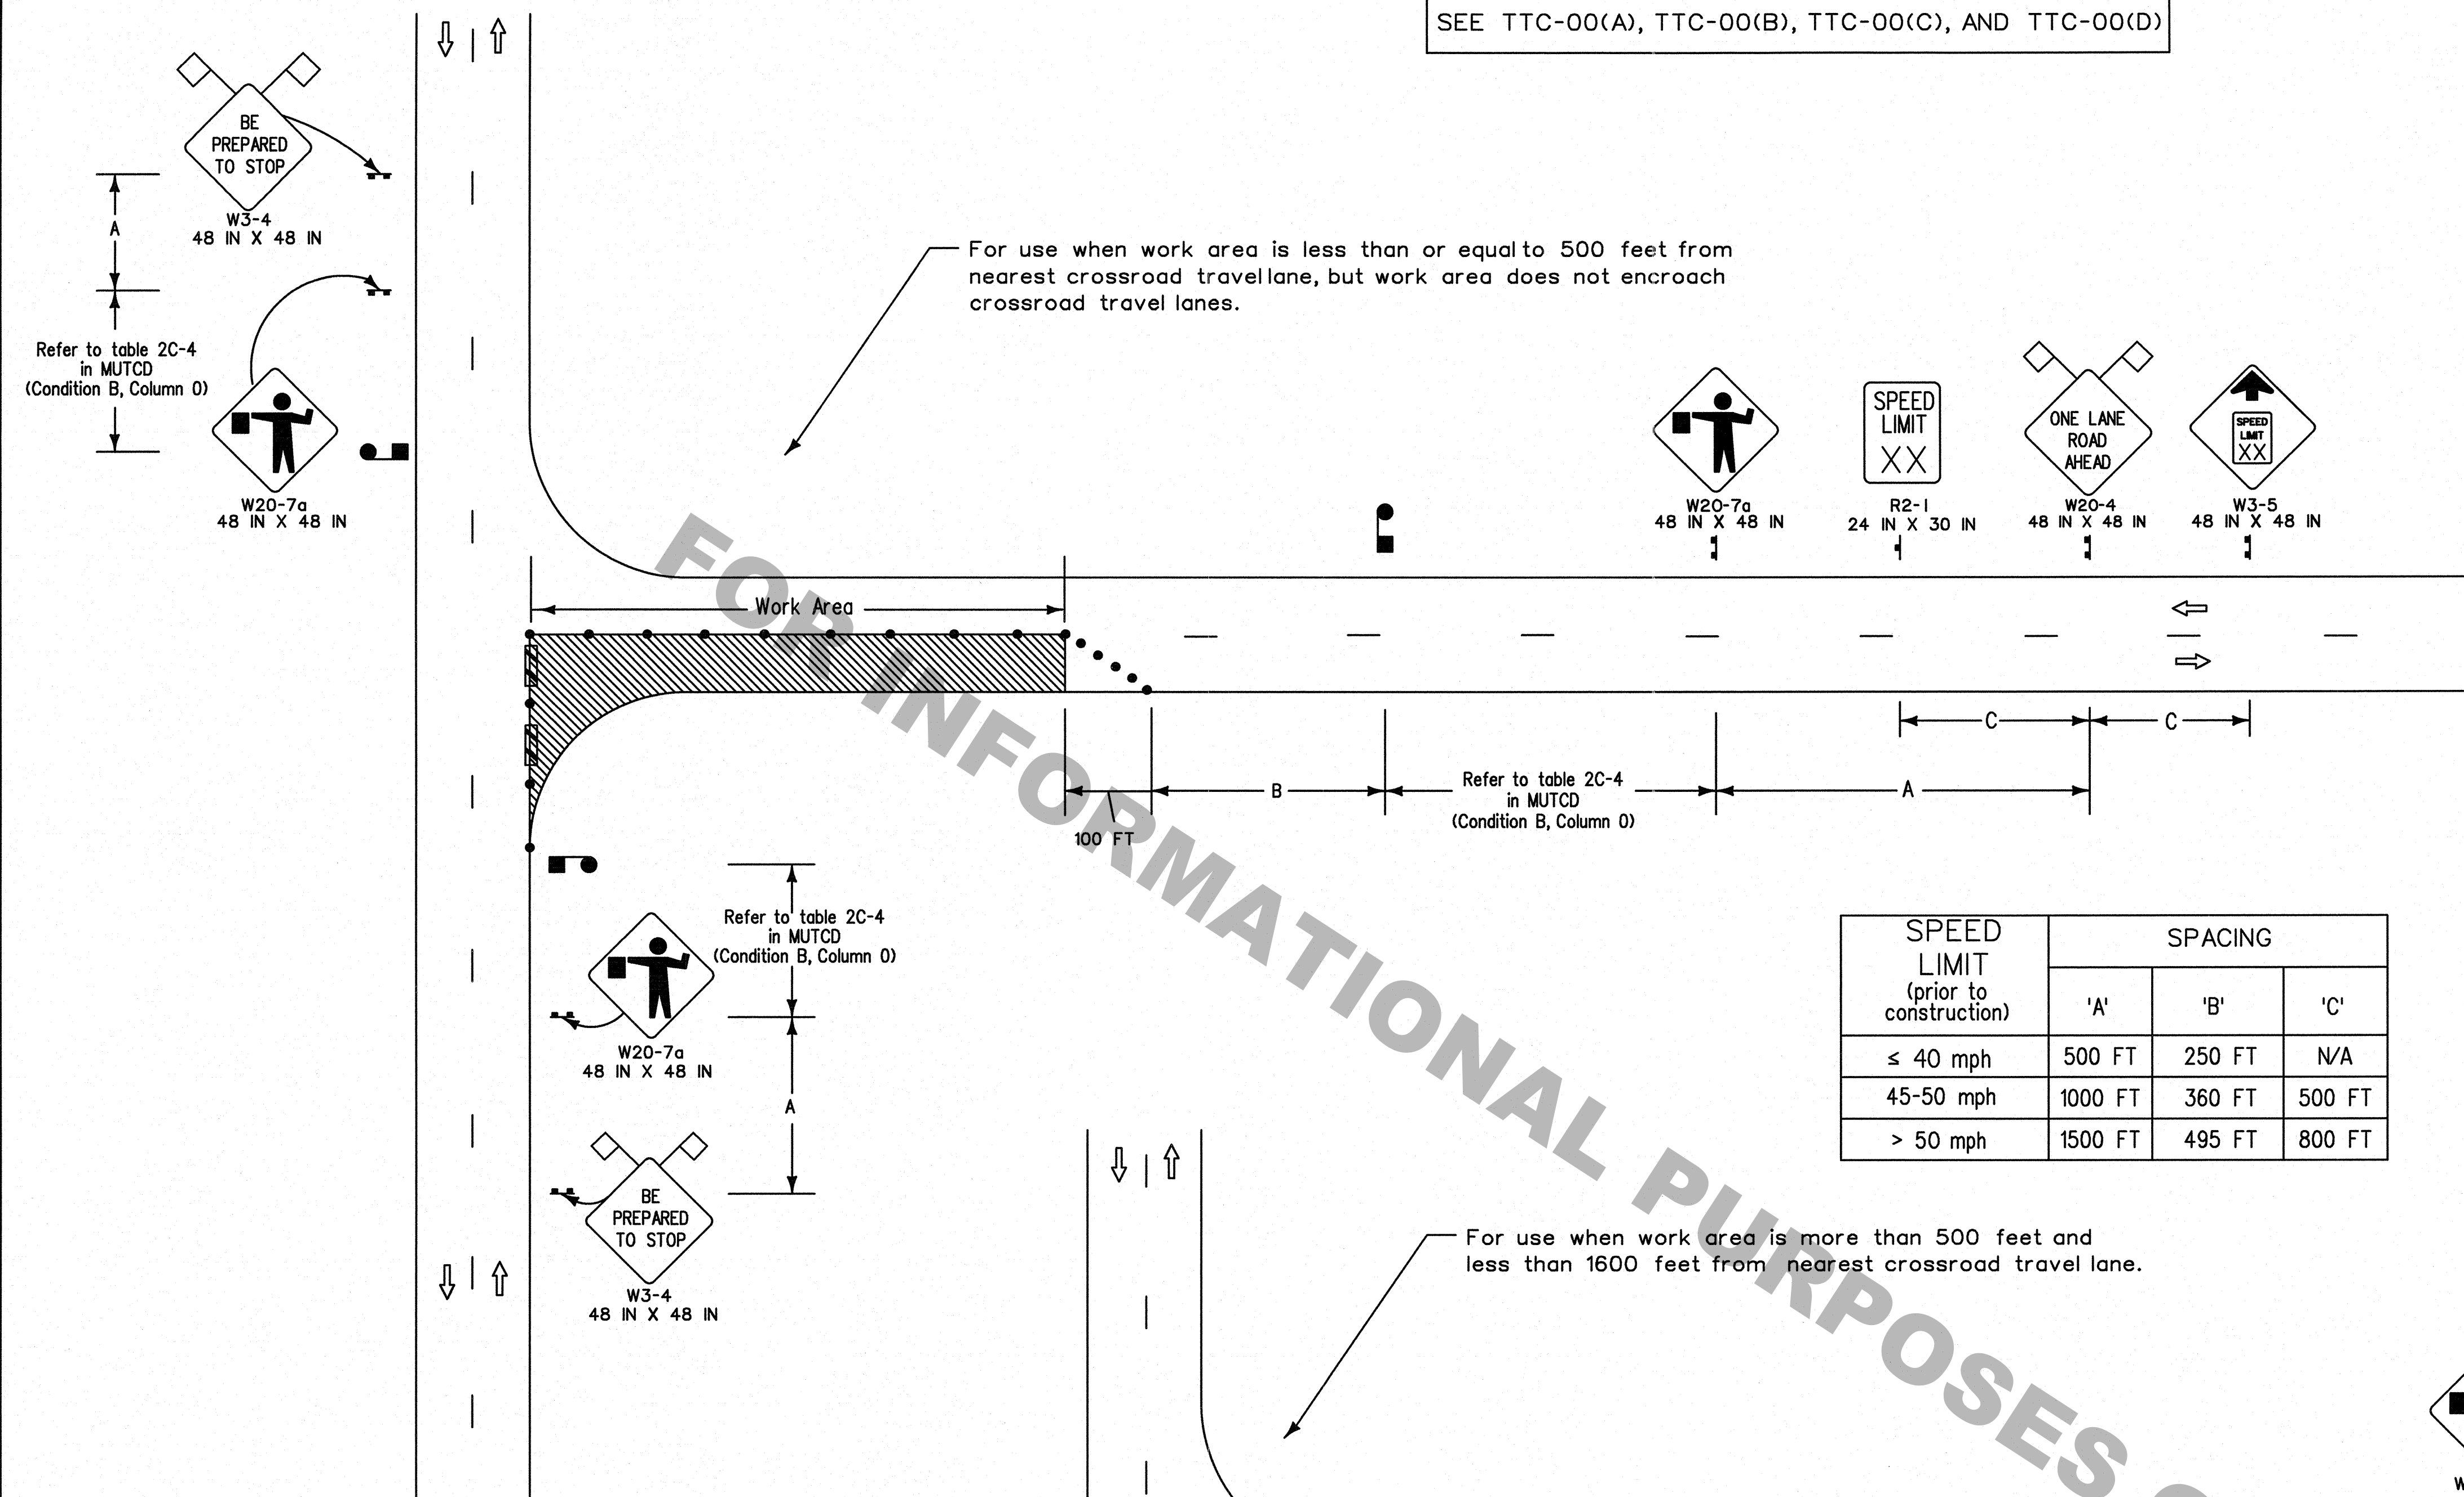 SEE TTC-00(A), TTC-00(B), TTC-00(C), AND TTC-00(D)
BE
PREPARED
TO STOP
W3-4
48 IN X 48 IN
A
Refer to table 2C-4
in MUTCD
(Condition B, Column 0)
W20-7a
48 IN X 48 IN
For use when work area is less than or equal to 500 feet from
nearest crossroad travel lane, but work area does not encroach
crossroad travel lanes.
W20-7a
48 IN X 48 IN
SPEED
LIMIT
XX
R2-1
24 IN X 30 IN
ONE LANE
ROAD
AHEAD
W20-4
48 IN X 48 IN
SPEED
LIMIT
XX
W3-5
48 IN X 48 IN
Work Area
C
C
100 FT
B
Refer to table 2C-4
in MUTCD
(Condition B, Column 0)
A
Refer to table 2C-4
in MUTCD
(Condition B, Column 0)
W20-7a
48 IN X 48 IN
A
BE
PREPARED
TO STOP
W3-4
48 IN X 48 IN
SPEED
LIMIT
(prior to
construction)
SPACING
'A' 'B' 'C'
≤ 40 mph 500 FT 250 FT N/A
45-50 mph 1000 FT 360 FT 500 FT
> 50 mph 1500 FT 495 FT 800 FT
For use when work area is more than 500 feet and
less than 1600 feet from nearest crossroad travel lane.
FOR INFORMATIONAL PURPOSES